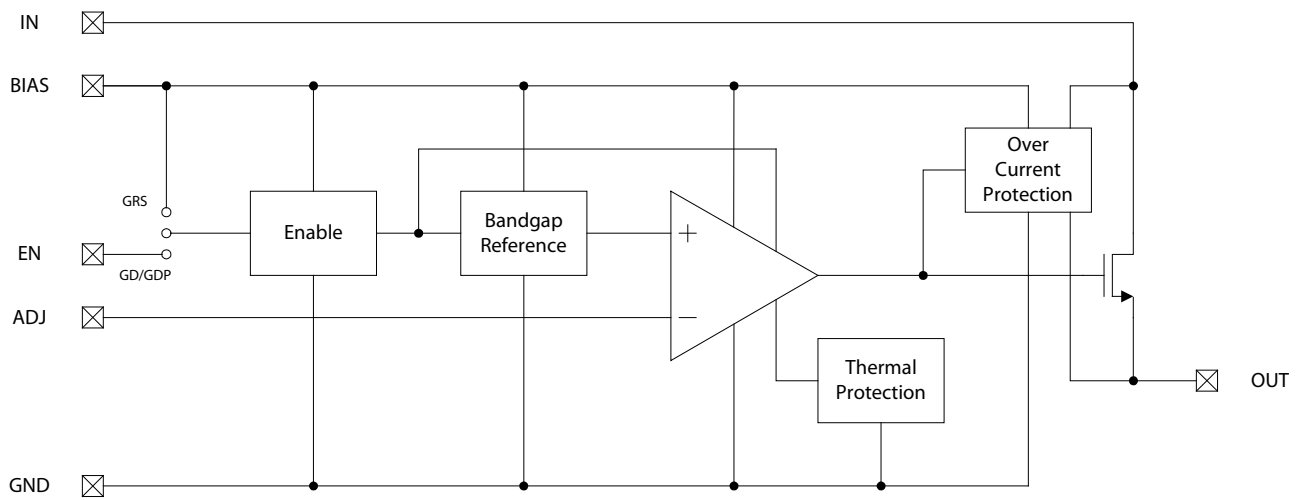 IN
BIAS
Over
Current
Protection
GRS
Enable
Bandgap
Reference
+
EN
GD/GDP
ADJ
−
Thermal
Protection
OUT
GND